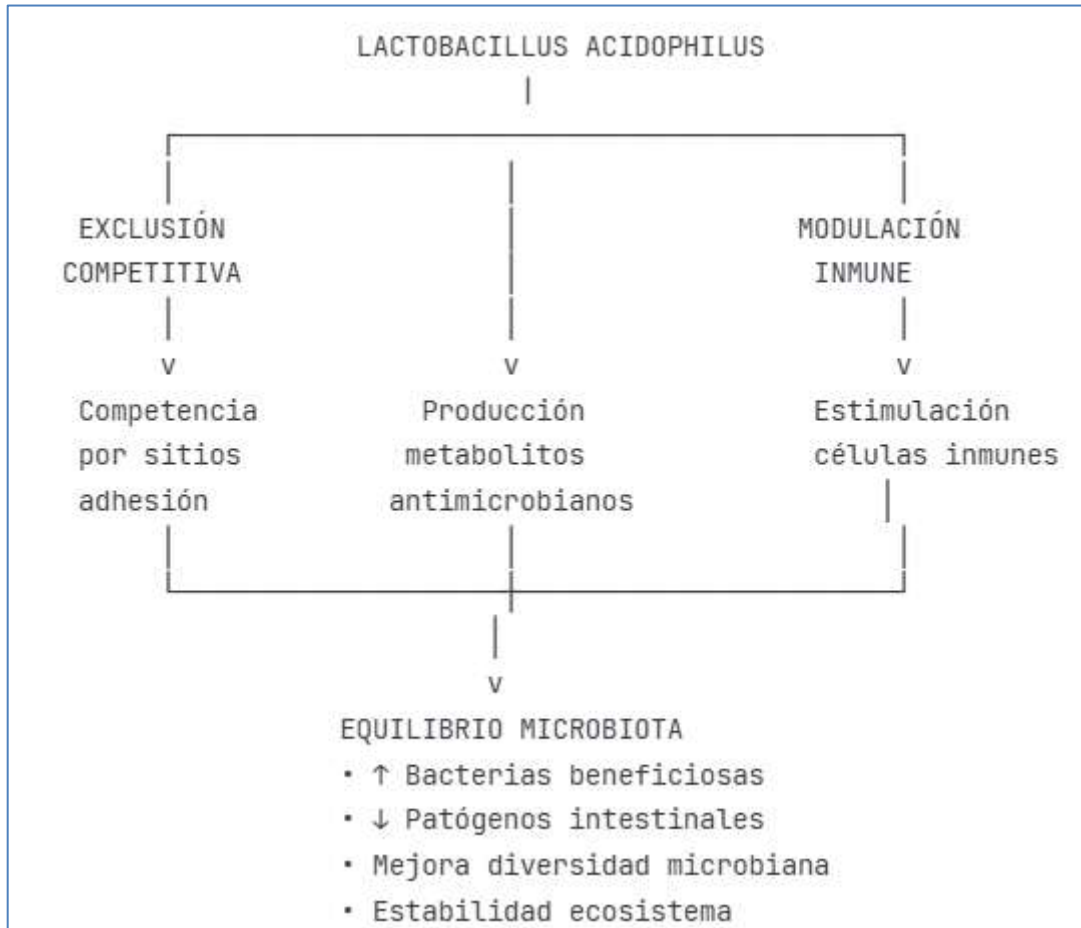 LACTOBACILLUS ACIDOPHILUS
EXCLUSIÓN
COMPETITIVA
MODULACIÓN
INMUNE
v
v
v
Competencia
por sitios
adhesión
Producción
metabolitos
antimicrobianos
Estimulación
células inmunes
v
EQUILIBRIO MICROBIOTA
• ↑ Bacterias beneficiosas
• ↓ Patógenos intestinales
• Mejora diversidad microbiana
• Estabilidad ecosistema